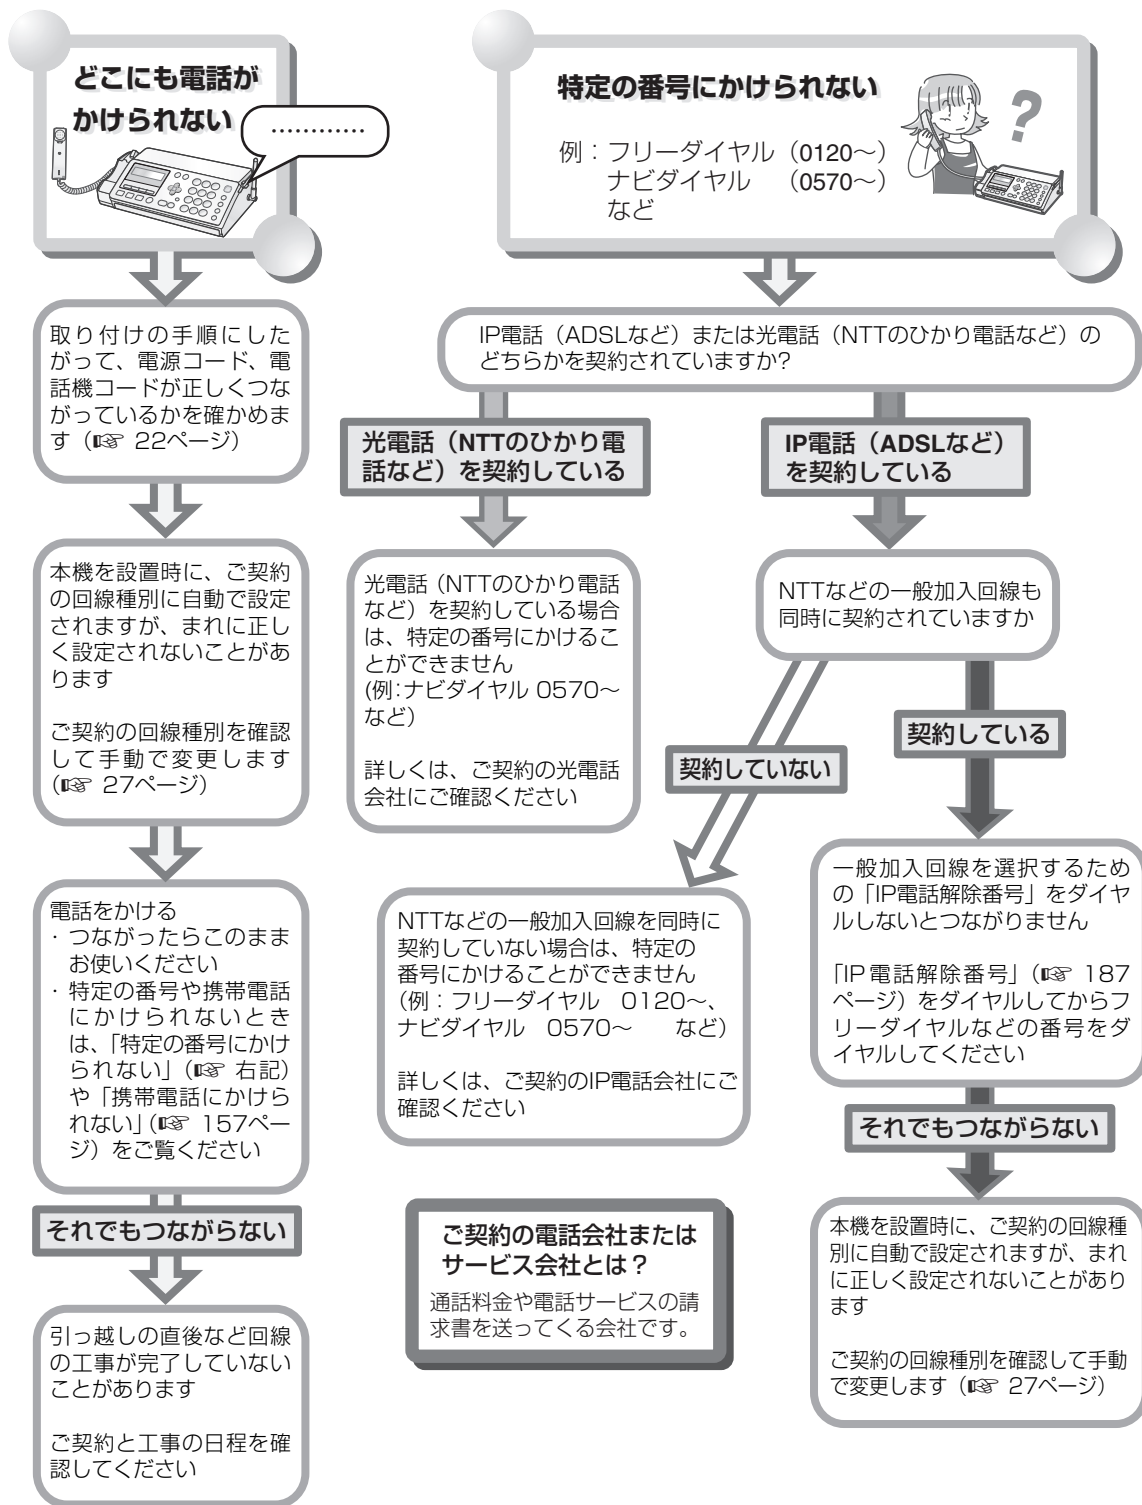 どこにも電話が
かけられない
…………
取り付けの手順にした
がって、電源コード、電
話機コードが正しくつな
がっているかを確かめま
す（☞ 22ページ）
本機を設置時に、ご契約
の回線種別に自動で設定
されますが、まれに正し
く設定されないことがあ
ります
ご契約の回線種別を確認
して手動で変更します
（☞ 27ページ）
電話をかける
・つながったらこのまま
お使いください
・特定の番号や携帯電話
にかけられないとき
は、「特定の番号にかけ
られない」（☞ 右記）
や「携帯電話にかけら
れない」（☞ 157ペー
ジ）をご覧ください
それでもつながらない
引っ越しの直後など回線
の工事が完了していない
ことがあります
ご契約と工事の日程を確
認してください
特定の番号にかけられない
例：フリーダイヤル（0120～）
ナビダイヤル （0570～）
など
?
IP電話（ADSLなど）または光電話（NTTのひかり電話など）の
どちらかを契約されていますか?
光電話（NTTのひかり電
話など）を契約している
光電話（NTTのひかり電話
など）を契約している場合
は、特定の番号にかけるこ
とができません
(例:ナビダイヤル 0570～
など)
詳しくは、ご契約の光電話
会社にご確認ください
IP電話（ADSLなど）
を契約している
NTTなどの一般加入回線も
同時に契約されていますか
契約していない
NTTなどの一般加入回線を同時に
契約していない場合は、特定の
番号にかけることができません
（例：フリーダイヤル 0120～、
ナビダイヤル 0570～ など）
詳しくは、ご契約のIP電話会社にご
確認ください
契約している
一般加入回線を選択するため
の「IP電話解除番号」をダイヤ
ルしないとつながりません
「IP電話解除番号」（☞ 187
ページ）をダイヤルしてからフ
リーダイヤルなどの番号をダ
イヤルしてください
それでもつながらない
本機を設置時に、ご契約の回線種
別に自動で設定されますが、まれ
に正しく設定されないことがあり
ます
ご契約の回線種別を確認して手動
で変更します（☞ 27ページ）
ご契約の電話会社または
サービス会社とは？
通話料金や電話サービスの請
求書を送ってくる会社です。